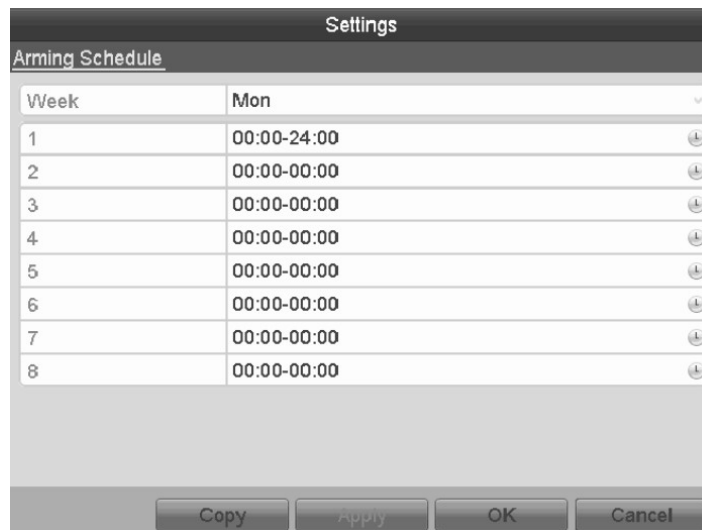 Settings
Arming Schedule
Week Mon
1 00:00-24:00
2 00:00-00:00
3 00:00-00:00
4 00:00-00:00
5 00:00-00:00
6 00:00-00:00
7 00:00-00:00
8 00:00-00:00
Copy Apply OK Cancel